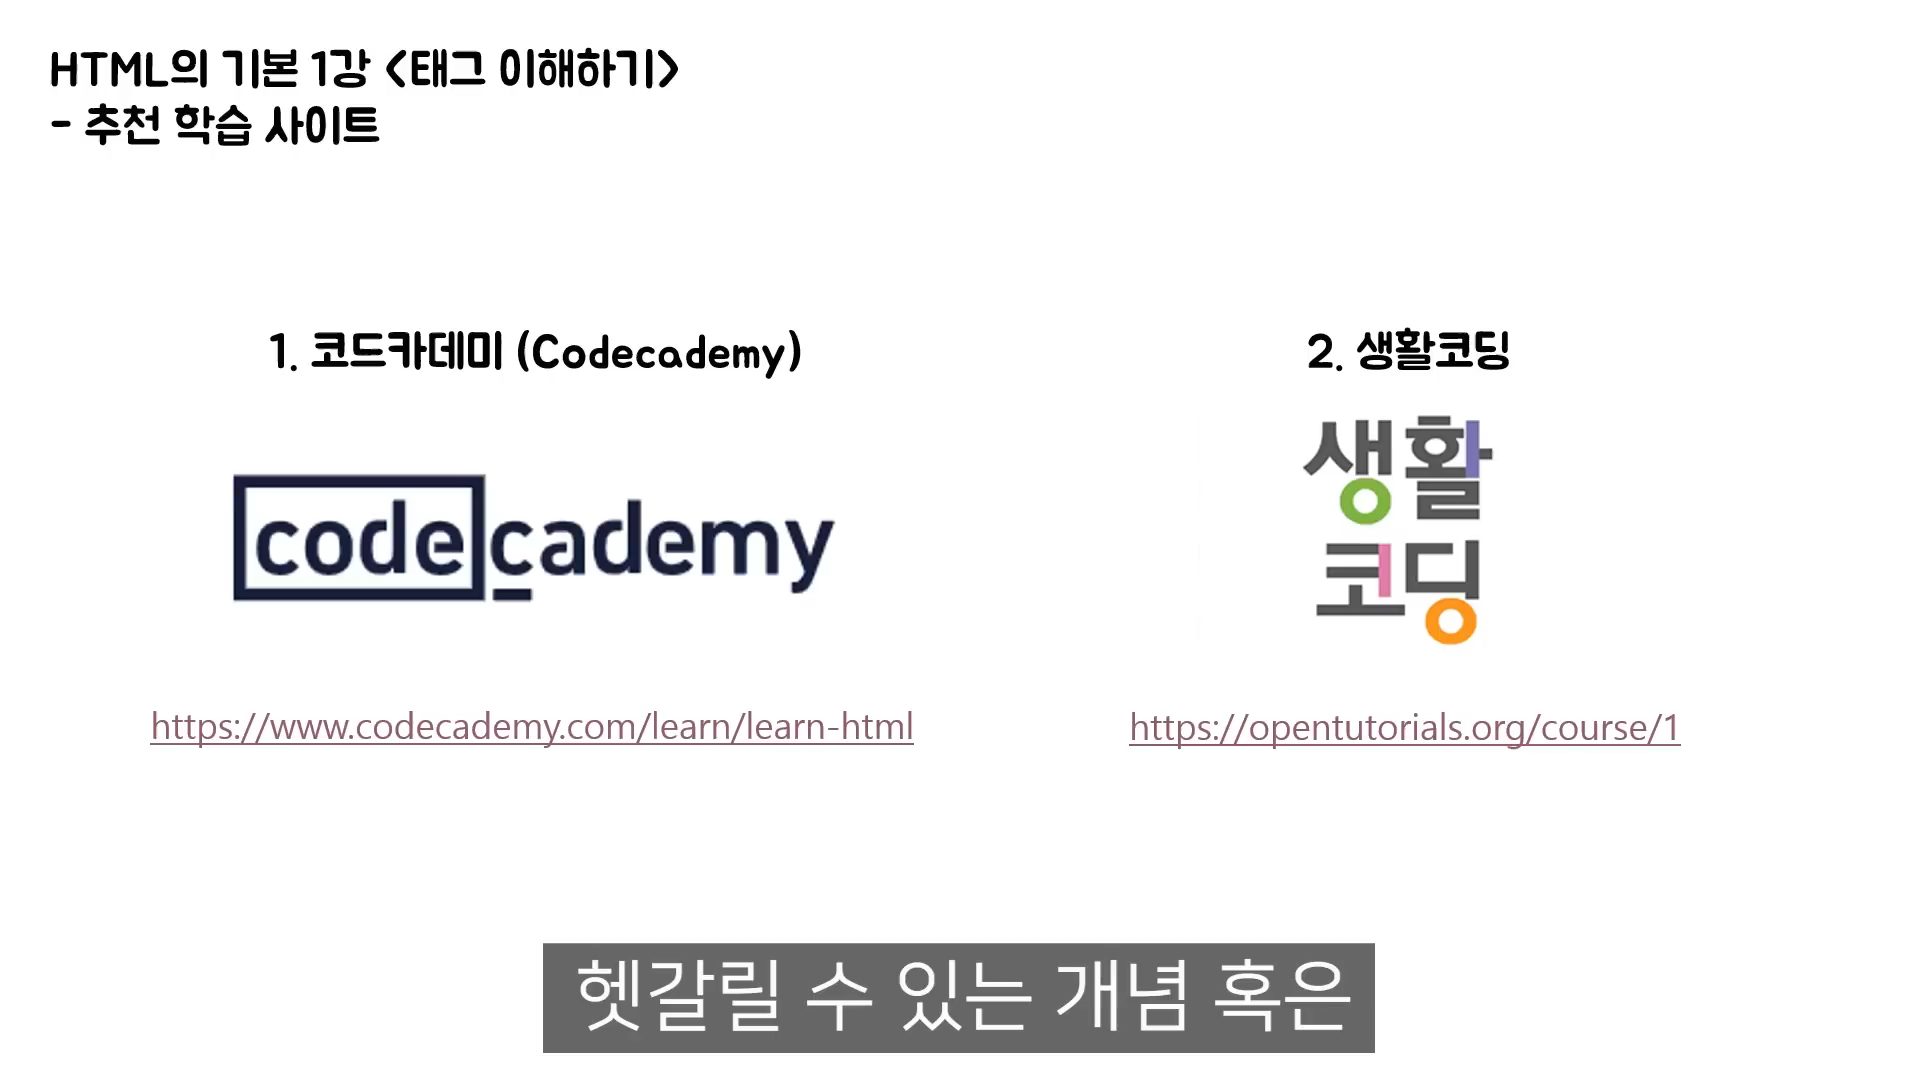 HTML의 기본 1강 <태그 이해하기>
- 추천 학습 사이트
1. 코드카데미 (Codecademy)
2. 생활코딩
codecademy
생활
코딩
https://www.codecademy.com/learn/learn-html
https://opentutorials.org/course/1
헷갈릴 수 있는 개념 혹은